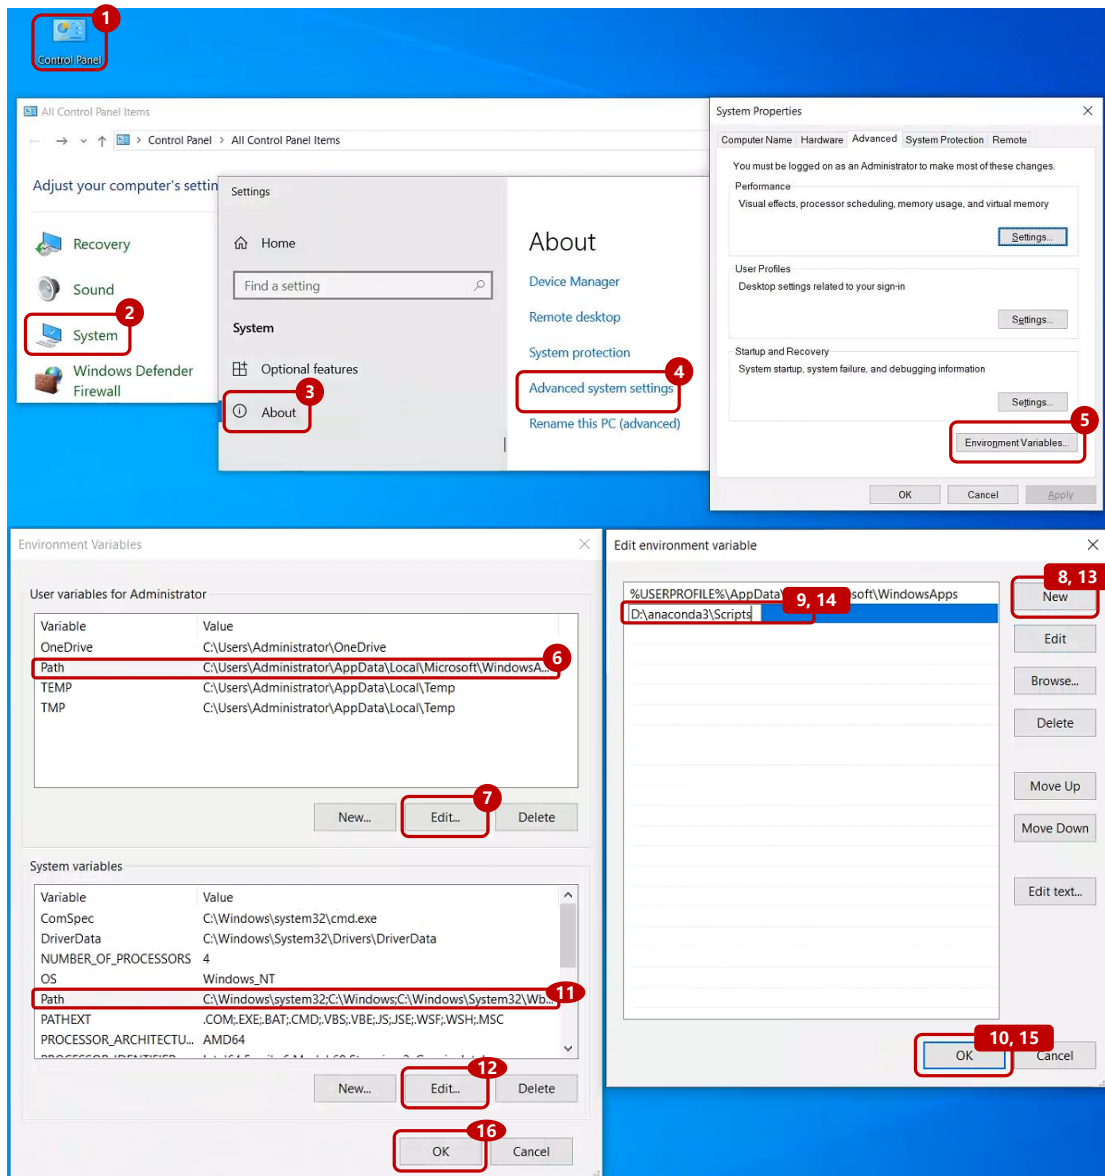 1
Control Panel
All Control Panel Items
Control Panel > All Control Panel Items
Adjust your computer's settin
Recovery
Sound
2
System
Windows Defender
Firewall
Settings
Home
Find a setting
System
Optional features
3
About
About
Device Manager
Remote desktop
System protection
4
Advanced system settings
Rename this PC (advanced)
System Properties
Computer Name Hardware Advanced System Protection Remote
You must be logged on as an Administrator to make most of these changes.
Performance
Visual effects, processor scheduling, memory usage, and virtual memory
Settings...
User Profiles
Desktop settings related to your sign-in
Settings...
Startup and Recovery
System startup, system failure, and debugging information
Settings...
5
Environment Variables...
OK Cancel Apply
Environment Variables
User variables for Administrator
Variable Value
OneDrive C:\Users\Administrator\OneDrive
Path C:\Users\Administrator\AppData\Local\Microsoft\WindowsA...
6
TEMP C:\Users\Administrator\AppData\Local\Temp
TMP C:\Users\Administrator\AppData\Local\Temp
7
New... Edit... Delete
System variables
Variable Value
ComSpec C:\Windows\system32\cmd.exe
DriverData C:\Windows\System32\Drivers\DriverData
NUMBER_OF_PROCESSORS 4
OS Windows_NT
Path C:\Windows\system32;C:\Windows;C:\Windows\System32\Wb...
11
PATHEXT .COM;.EXE;.BAT;.CMD;.VBS;.VBE;.JS;.JSE;.WSF;.WSH;.MSC
PROCESSOR_ARCHITECTU... AMD64
12
New... Edit... Delete
16
OK Cancel
Edit environment variable
8, 13
%USERPROFILE%\AppData\ osoft\WindowsApps
9, 14
D:\anaconda3\Scripts
New
Edit
Browse...
Delete
Move Up
Move Down
Edit text...
10, 15
OK Cancel